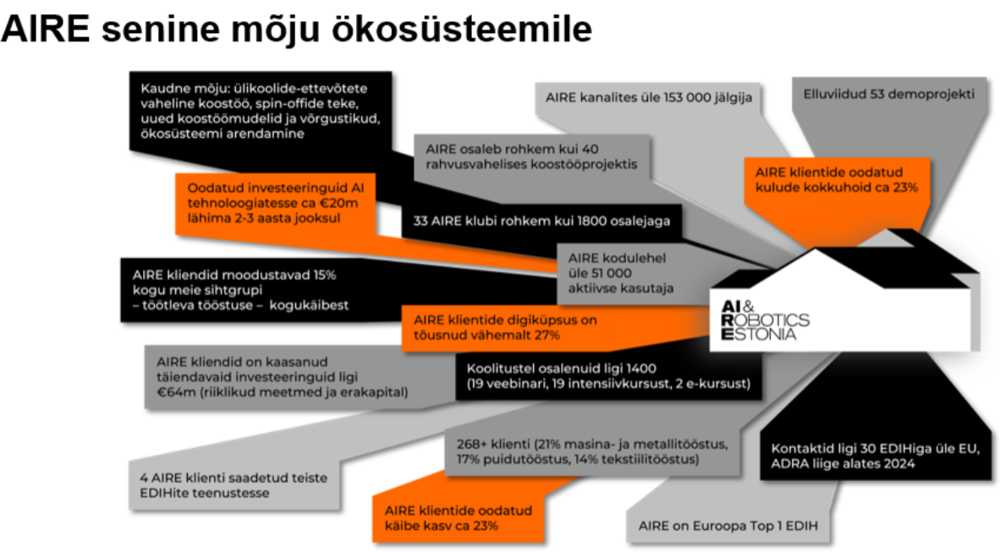 AIRE senine mõju ökosüsteemile
Kaudne mõju: ülikoolide-ettevõtete
vaheline koostöö, spin-offide teke,
uued koostöömudelid ja võrgustikud,
ökosüsteemi arendamine
AIRE kanalites üle 153 000 jälgija
Elluviidud 53 demoprojekti
AIRE osaleb rohkem kui 40
rahvusvahelises koostööprojektis
AIRE klientide oodatud
kulude kokkuhoid ca 23%
Oodatud investeeringuid AI
tehnoloogiatesse ca €20m
lähima 2-3 aasta jooksul
33 AIRE klubi rohkem kui 1800 osalejaga
AIRE kodulehel
üle 51 000
aktiivse kasutaja
AIRE kliendid moodustavad 15%
kogu meie sihtgrupi
– töötleva tööstuse – kogukäibest
AI &
ROBOTICS
ESTONIA
AIRE klientide digiküpsus on
tõusnud vähemalt 27%
AIRE kliendid on kaasanud
täiendavaid investeeringuid ligi
€64m (riiklikud meetmed ja erakapital)
Koolitustel osalenuid ligi 1400
(19 veebinari, 19 intensiivkursust, 2 e-kursust)
268+ klienti (21% masina- ja metallitööstus,
17% puidutööstus, 14% tekstiilitööstus)
Kontaktid ligi 30 EDIHiga üle EU,
ADRA liige alates 2024
4 AIRE klienti saadetud teiste
EDIHite teenustesse
AIRE klientide oodatud
käibe kasv ca 23%
AIRE on Euroopa Top 1 EDIH